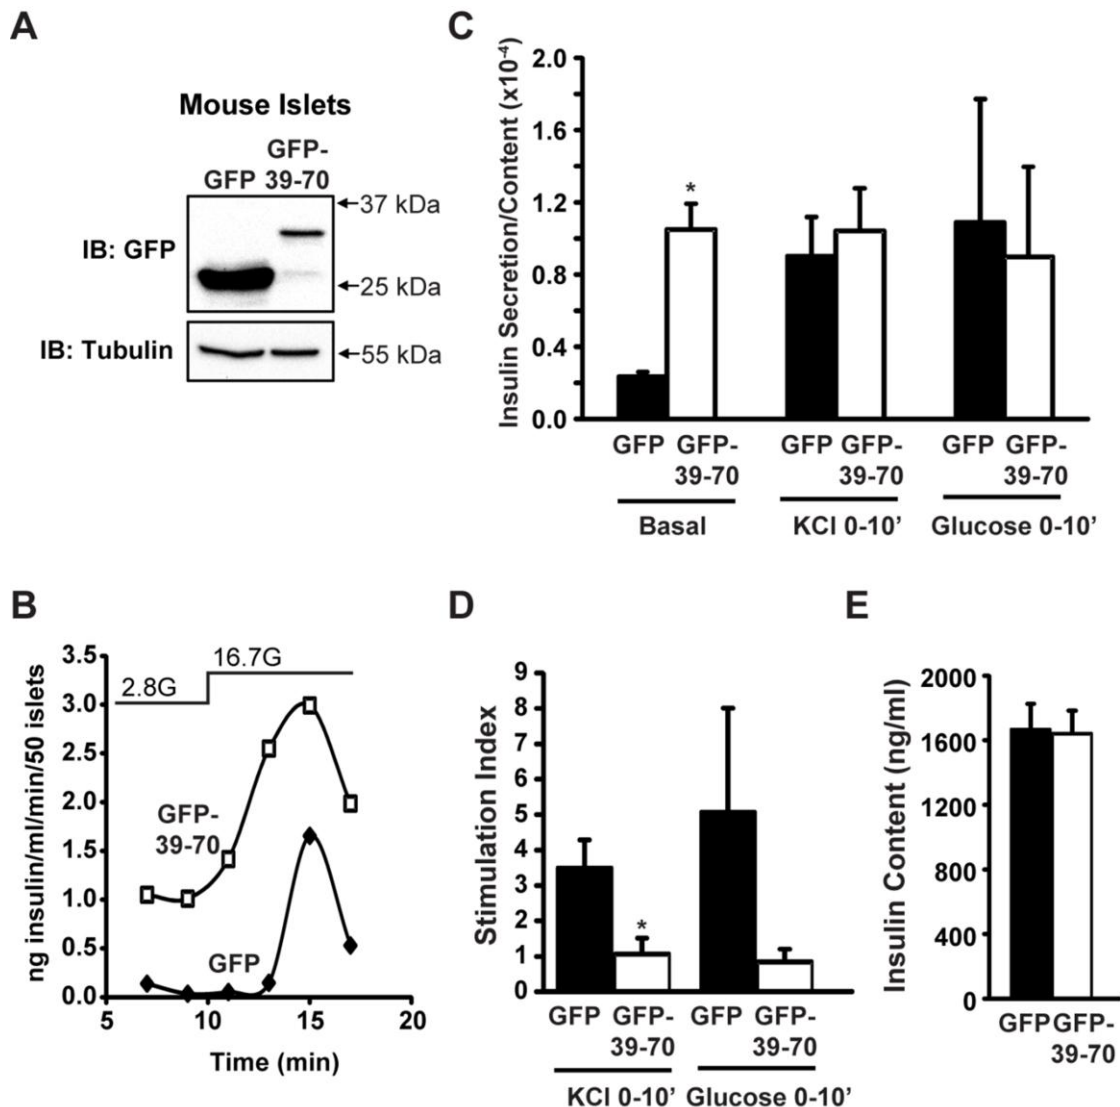 A
Mouse Islets
GFP
GFP-
39-70
IB: GFP
37 kDa
25 kDa
IB: Tubulin
55 kDa
C
Insulin Secretion/Content (x10⁻⁴)
2.0
1.6
1.2
0.8
0.4
0.0
*
GFP GFP-
39-70
GFP GFP-
39-70
GFP GFP-
39-70
Basal
KCl 0-10’
Glucose 0-10’
B
ng insulin/ml/min/50 islets
3.5
3.0
2.5
2.0
1.5
1.0
0.5
0.0
2.8G
16.7G
GFP-
39-70
GFP
5
10
15
20
Time (min)
D
Stimulation Index
9
8
7
6
5
4
3
2
1
0
*
GFP GFP-
39-70
GFP GFP-
39-70
KCl 0-10’
Glucose 0-10’
E
Insulin Content (ng/ml)
2000
1600
1200
800
400
0
GFP GFP-
39-70